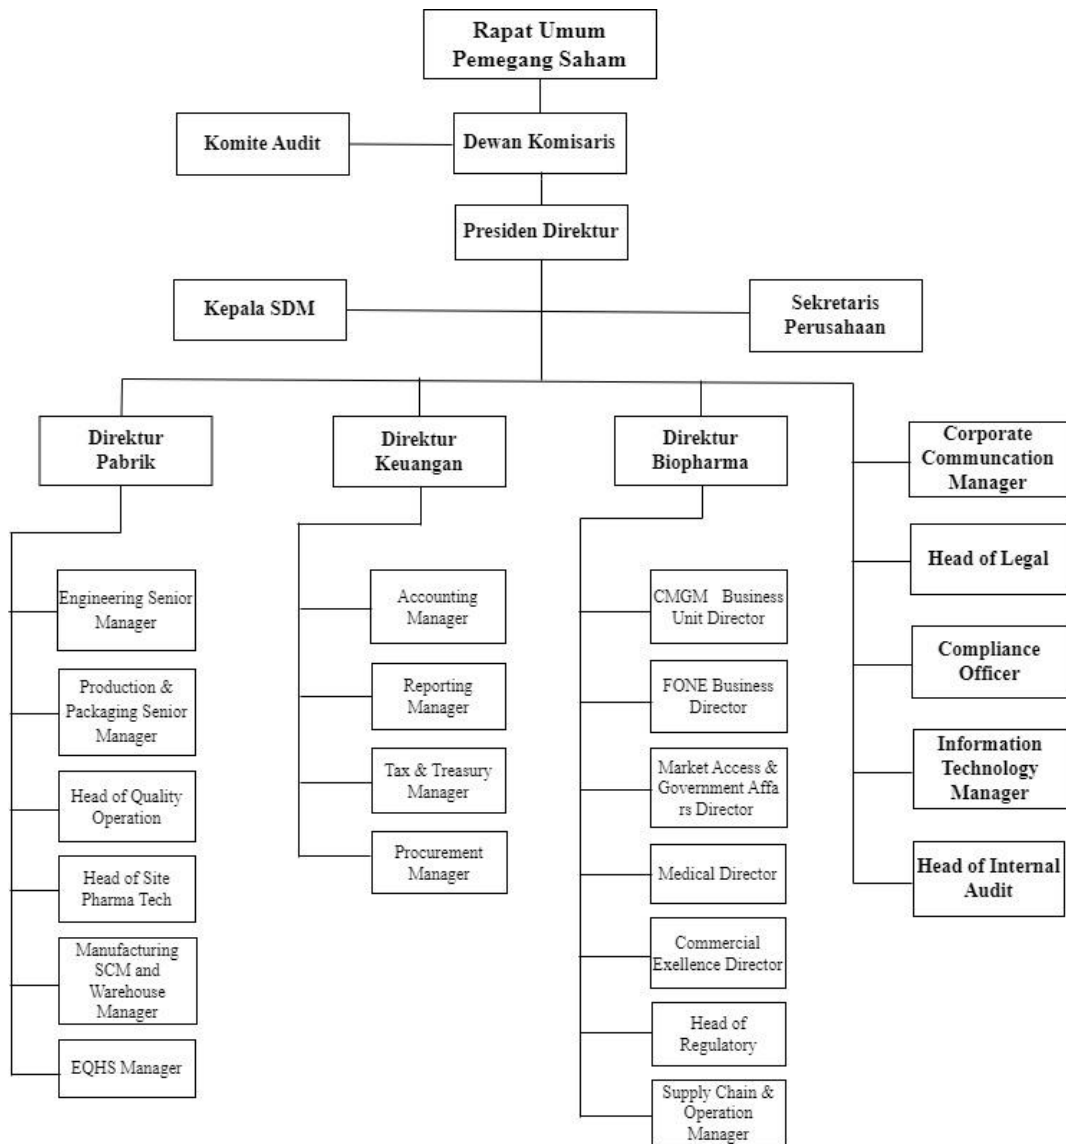 Rapat Umum
Pemegang Saham
Komite Audit
Dewan Komisaris
Presiden Direktur
Kepala SDM
Sekretaris
Perusahaan
Direktur
Pabrik
Direktur
Keuangan
Direktur
Biopharma
Corporate
Communcation
Manager
Head of Legal
Compliance
Officer
Information
Technology
Manager
Head of Internal
Audit
Engineering Senior
Manager
Production &
Packaging Senior
Manager
Head of Quality
Operation
Head of Site
Pharma Tech
Manufacturing
SCM and
Warehouse
Manager
EQHS Manager
Accounting
Manager
Reporting
Manager
Tax & Treasury
Manager
Procurement
Manager
CMGM Business
Unit Director
FONE Business
Director
Market Access &
Government Affa
rs Director
Medical Director
Commercial
Exellence Director
Head of
Regulatory
Supply Chain &
Operation
Manager